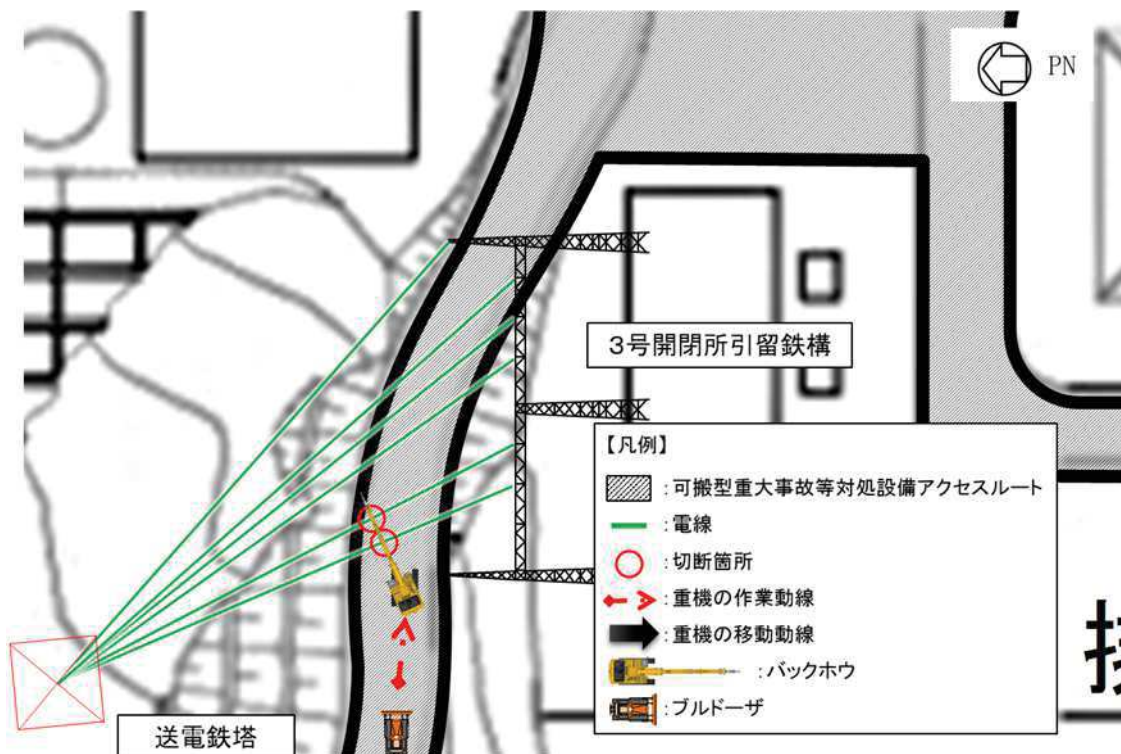 PN
3号開閉所引留鉄構
【凡例】
:可搬型重大事故等対処設備アクセスルート
:電線
:切断箇所
:重機の作業動線
:重機の移動動線
:バックホウ
:ブルドーザ
送電鉄塔